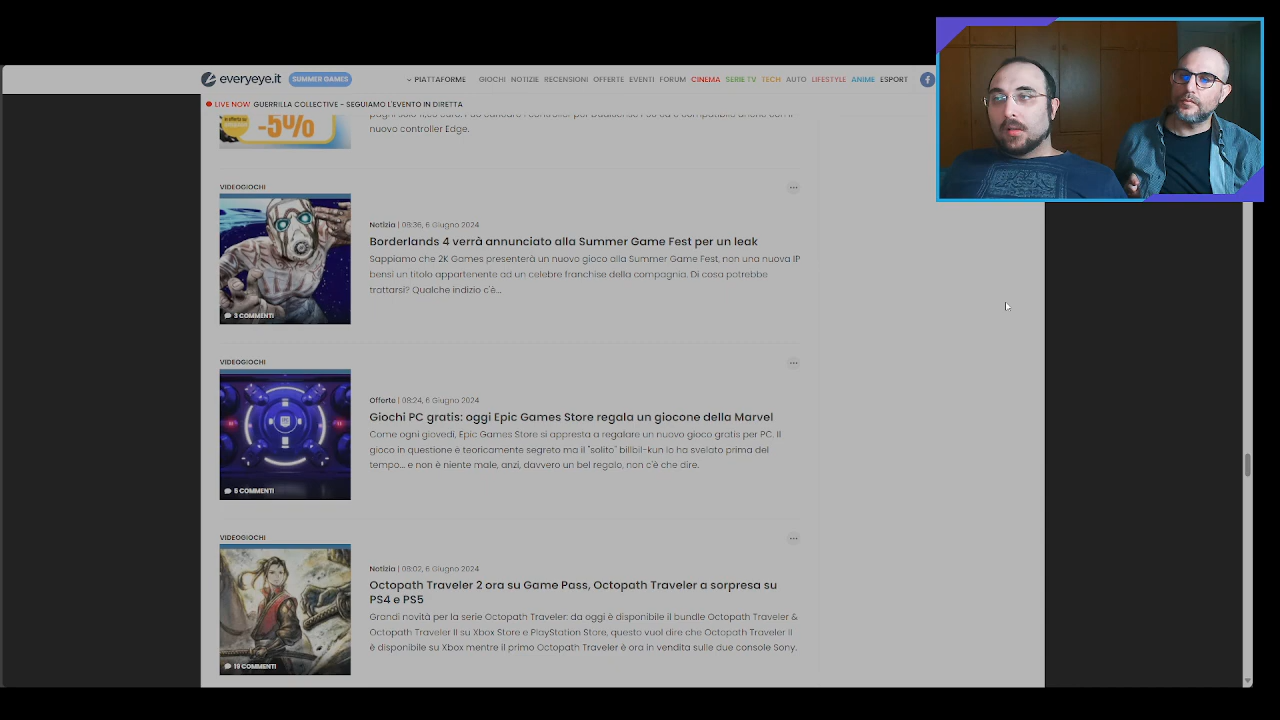 everyeye.it SUMMER GAMES PIATTAFORME GIOCHI NOTIZIE RECENSIONI OFFERTE EVENTI FORUM CINEMA SERIE TV TECH AUTO LIFESTYLE ANIME ESPORT
LIVE NOW GUERRILLA COLLECTIVE - SEGUIAMO L'EVENTO IN DIRETTA
-5%
nuovo controller Edge.
VIDEOGIOCHI
Notizia | 08:36, 6 Giugno 2024
Borderlands 4 verrà annunciato alla Summer Game Fest per un leak
Sappiamo che 2K Games presenterà un nuovo gioco alla Summer Game Fest, non una nuova IP
bensì un titolo appartenente ad un celebre franchise della compagnia. Di cosa potrebbe
trattarsi? Qualche indizio c'è...
3 COMMENTI
VIDEOGIOCHI
Offerte | 08:24, 6 Giugno 2024
Giochi PC gratis: oggi Epic Games Store regala un giocone della Marvel
Come ogni giovedì, Epic Games Store si appresta a regalare un nuovo gioco gratis per PC. Il
gioco in questione è teoricamente segreto ma il "solito" billbil-kun lo ha svelato prima del
tempo... e non è niente male, anzi, davvero un bel regalo, non c'è che dire.
5 COMMENTI
VIDEOGIOCHI
Notizia | 08:02, 6 Giugno 2024
Octopath Traveler 2 ora su Game Pass, Octopath Traveler a sorpresa su
PS4 e PS5
Grandi novità per la serie Octopath Traveler: da oggi è disponibile il bundle Octopath Traveler &
Octopath Traveler II su Xbox Store e PlayStation Store, questo vuol dire che Octopath Traveler II
è disponibile su Xbox mentre il primo Octopath Traveler è ora in vendita sulle due console Sony.
19 COMMENTI